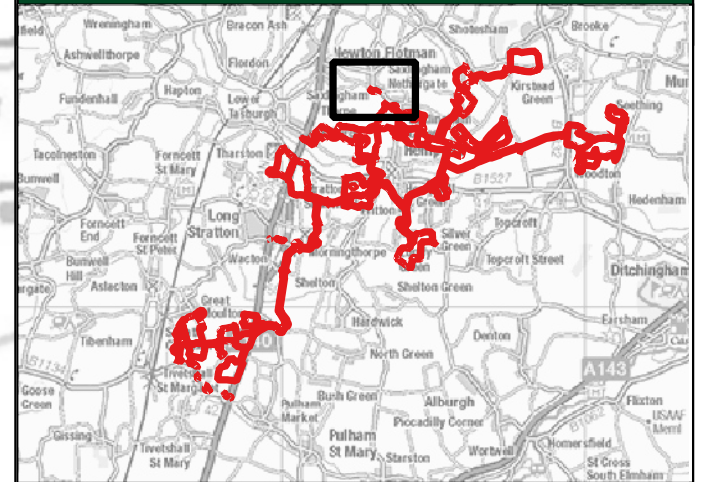 Wreningham
Bracon Ash
Shotesham
Brooke
Ashwellthorpe
Newton Flotman
Flordon
Saxlingham
Nethergate
Fundenhall
Hapton
Lower
Tasburgh
Kirstead
Green
Seething
Tacolneston
Forncett
St Mary
Tharston
Woodton
B1527
Hedenham
Long
Stratton
Forncett
End
Forncett
St Peter
Topcroft
Silver
Green
Wacton
Morningthorpe
Topcroft Street
Bunwell
Hill
Ditchingham
Aslacton
Shelton
Shelton Green
Great
Moulton
Hardwick
Earsham
Tibenham
Denton
B1134
North Green
A143
Tivetshall
St Margaret
Goose
Green
Bush Green
Alburgh
Flixton
Pulham
Market
Piccadilly Corner
Gissing
Pulham
St Mary
Starston
Wortwell
Homersfield
Tivetshall
St Mary
St Cross
South Elmham